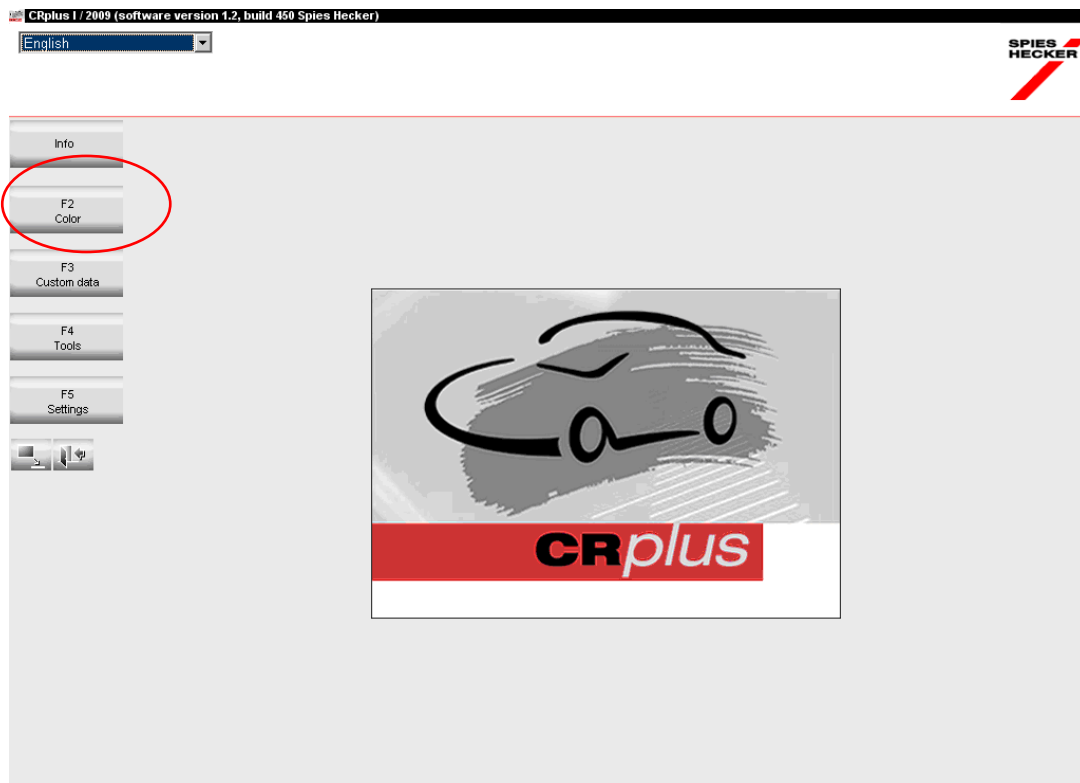 CRplus I / 2009 (software version 1.2, build 450 Spies Hecker)
English
SPIES
HECKER
Info
F2
Color
F3
Custom data
F4
Tools
F5
Settings
CRplus